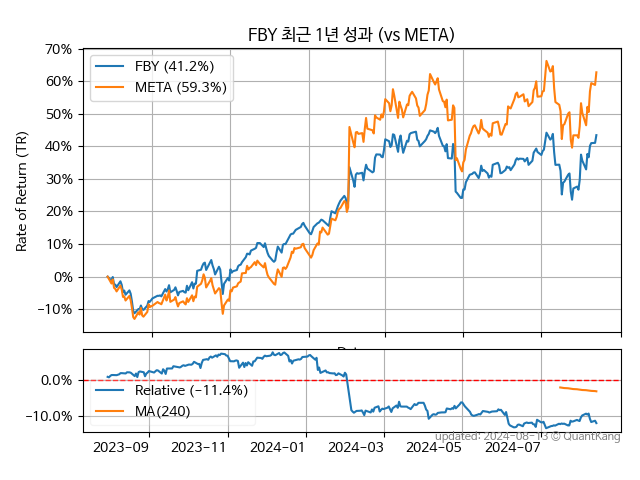 FBY 최근 1년 성과 (vs META)
70%
60%
50%
40%
30%
20%
10%
0%
−10%
Rate of Return (TR)
FBY (41.2%)
META (59.3%)
0.0%
−10.0%
Relative (−11.4%)
MA(240)
updated: 2024-08-13 © QuantKang
2023-09
2023-11
2024-01
2024-03
2024-05
2024-07